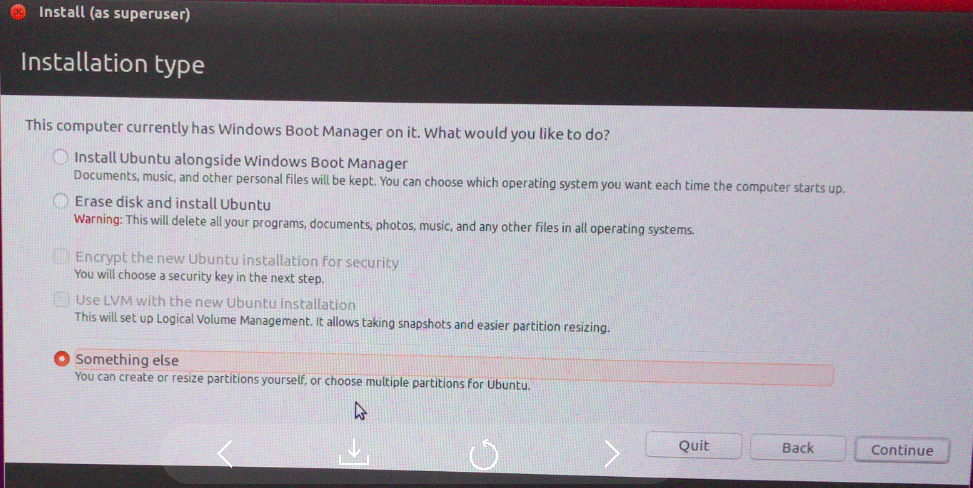 Install (as superuser)
Installation type
This computer currently has Windows Boot Manager on it. What would you like to do?
Install Ubuntu alongside Windows Boot Manager
Documents, music, and other personal files will be kept. You can choose which operating system you want each time the computer starts up.
Erase disk and install Ubuntu
Warning: This will delete all your programs, documents, photos, music, and any other files in all operating systems.
Encrypt the new Ubuntu installation for security
You will choose a security key in the next step.
Use LVM with the new Ubuntu installation
This will set up Logical Volume Management. It allows taking snapshots and easier partition resizing.
Something else
You can create or resize partitions yourself, or choose multiple partitions for Ubuntu.
Quit Back Continue